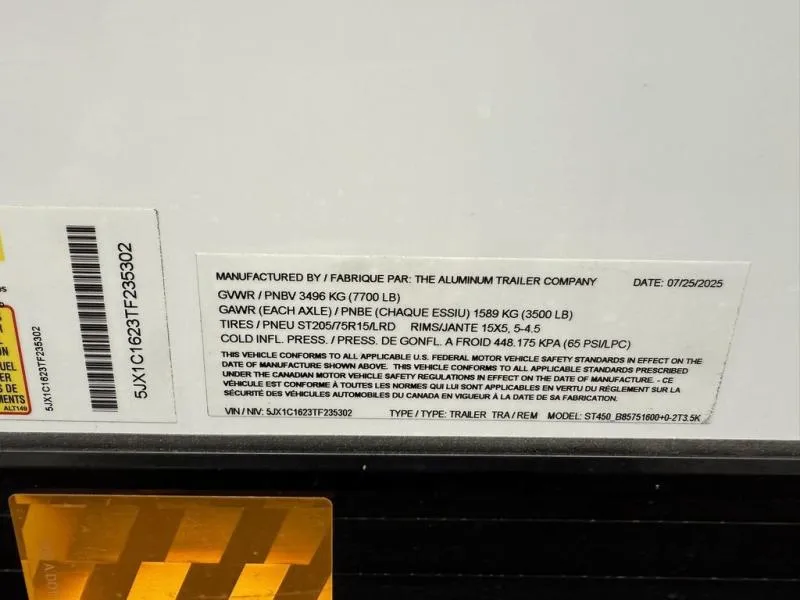 MANUFACTURED BY / FABRIQUE PAR: THE ALUMINUM TRAILER COMPANY DATE: 07/25/2025
GVWR / PNBV 3496 KG (7700 LB)
GAWR (EACH AXLE) / PNBE (CHAQUE ESSIU) 1589 KG (3500 LB)
TIRES / PNEU ST205/75R15/LRD RIMS/JANTE 15X5, 5-4.5
COLD INFL. PRESS. / PRESS. DE GONFL. A FROID 448.175 KPA (65 PSI/LPC)
THIS VEHICLE CONFORMS TO ALL APPLICABLE U.S. FEDERAL MOTOR VEHICLE SAFETY STANDARDS IN EFFECT ON THE
DATE OF MANUFACTURE SHOWN ABOVE. THIS VEHICLE CONFORMS TO ALL APPLICABLE STANDARDS PRESCRIBED
UNDER THE CANADIAN MOTOR VEHICLE SAFETY REGULATIONS IN EFFECT ON THE DATE OF MANUFACTURE. - CE
VÉHICULE EST CONFORME À TOUTES LES NORMES QUI LUI SONT APPLICABLES EN VERTU DU RÈGLEMENT SUR LA
SÉCURITÉ DES VÉHICULES AUTOMOBILES DU CANADA EN VIGUEUR À LA DATE DE SA FABRICATION.
VIN / NIV: 5JX1C1623TF235302 TYPE / TYPE: TRAILER TRA / REM MODEL: ST450_B85751600+0-2T3.5K
5JX1C1623TF235302
5JX1C1623TF235302
ALT149